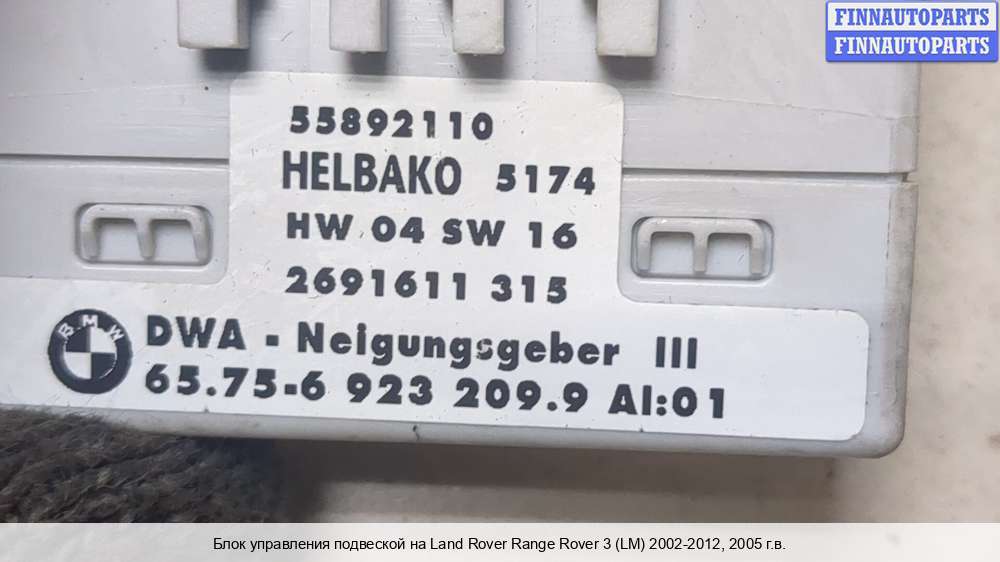 FINNAUTOPARTS
FINNAUTOPARTS
55892110
HELBAKO 5174
HW 04 SW 16
2691611 315
BMW
DWA - Neigungsgeber III
65.75-6 923 209.9 AI:01
Блок управления подвеской на Land Rover Range Rover 3 (LM) 2002-2012, 2005 г.в.